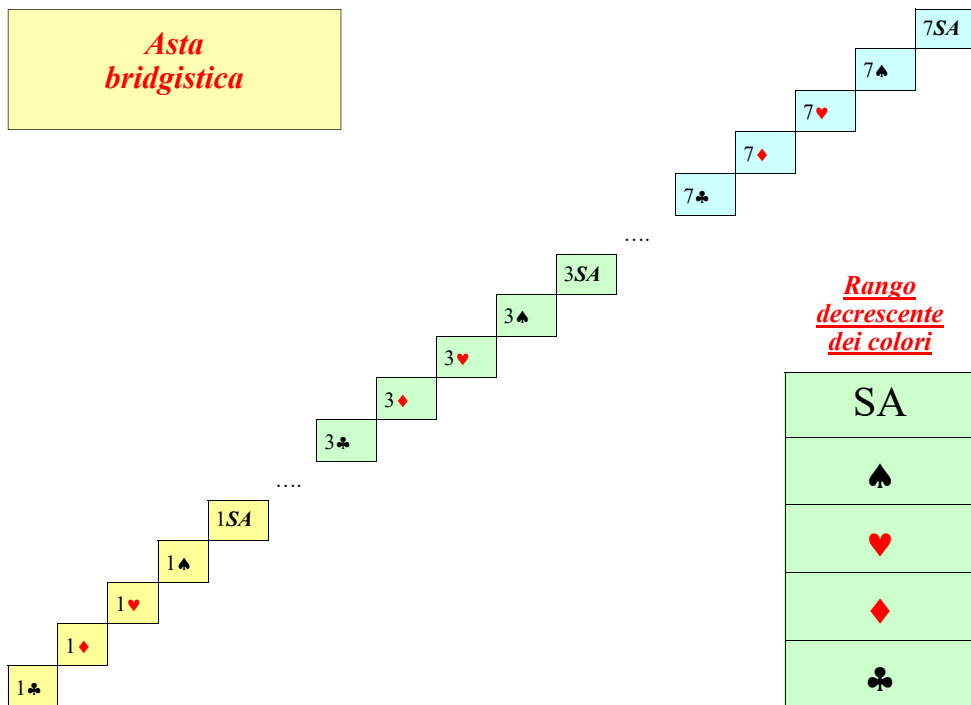 Asta
bridgistica
7SA
7♠
7♥
7♦
7♣
....
3SA
3♠
3♥
3♦
3♣
....
1SA
1♠
1♥
1♦
1♣
Rango
decrescente
dei colori
SA
♠
♥
♦
♣